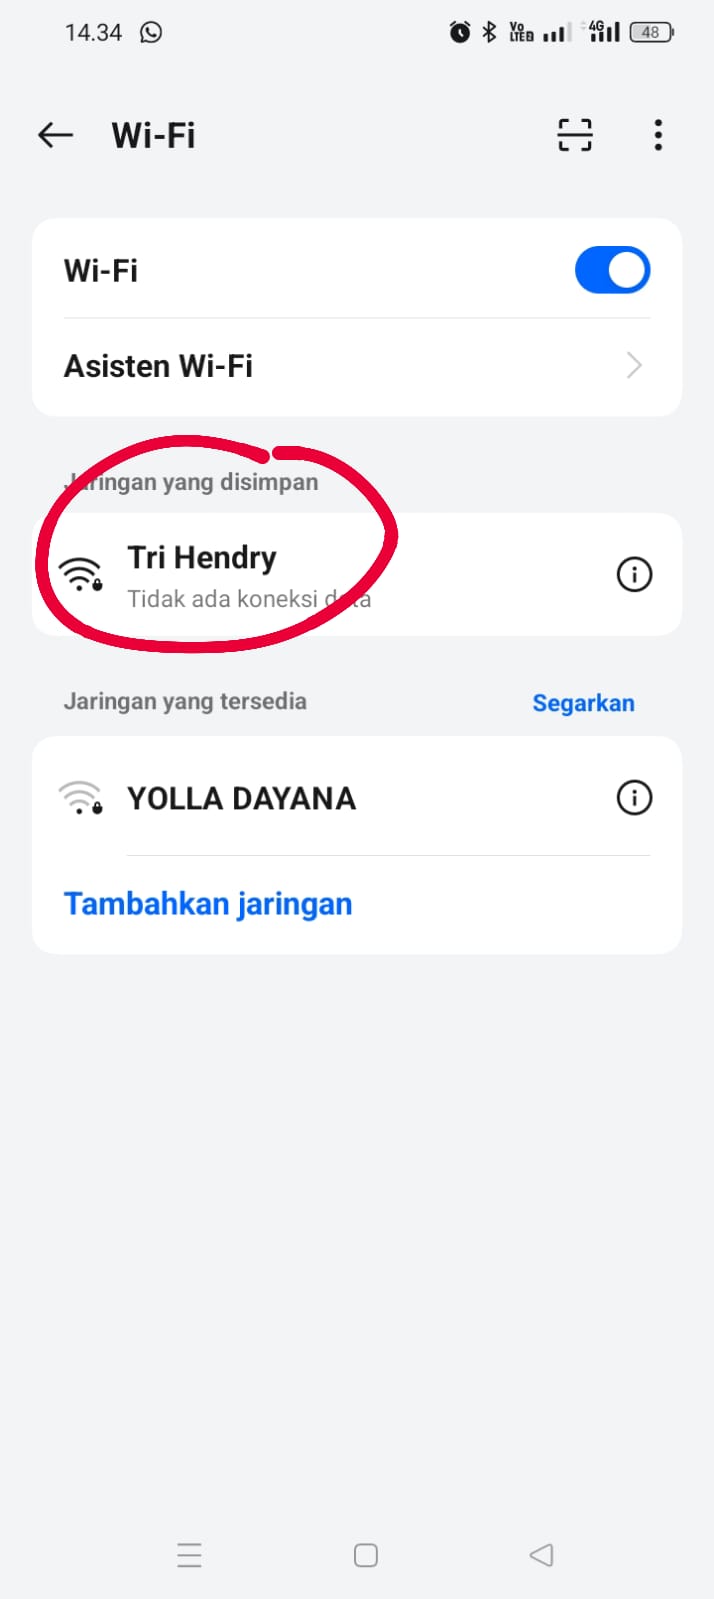 14.34
Vo LTE2 4G 48
Wi-Fi
Wi-Fi
Asisten Wi-Fi
Jaringan yang disimpan
Tri Hendry
Tidak ada koneksi data
Jaringan yang tersedia
Segarkan
YOLLA DAYANA
Tambahkan jaringan